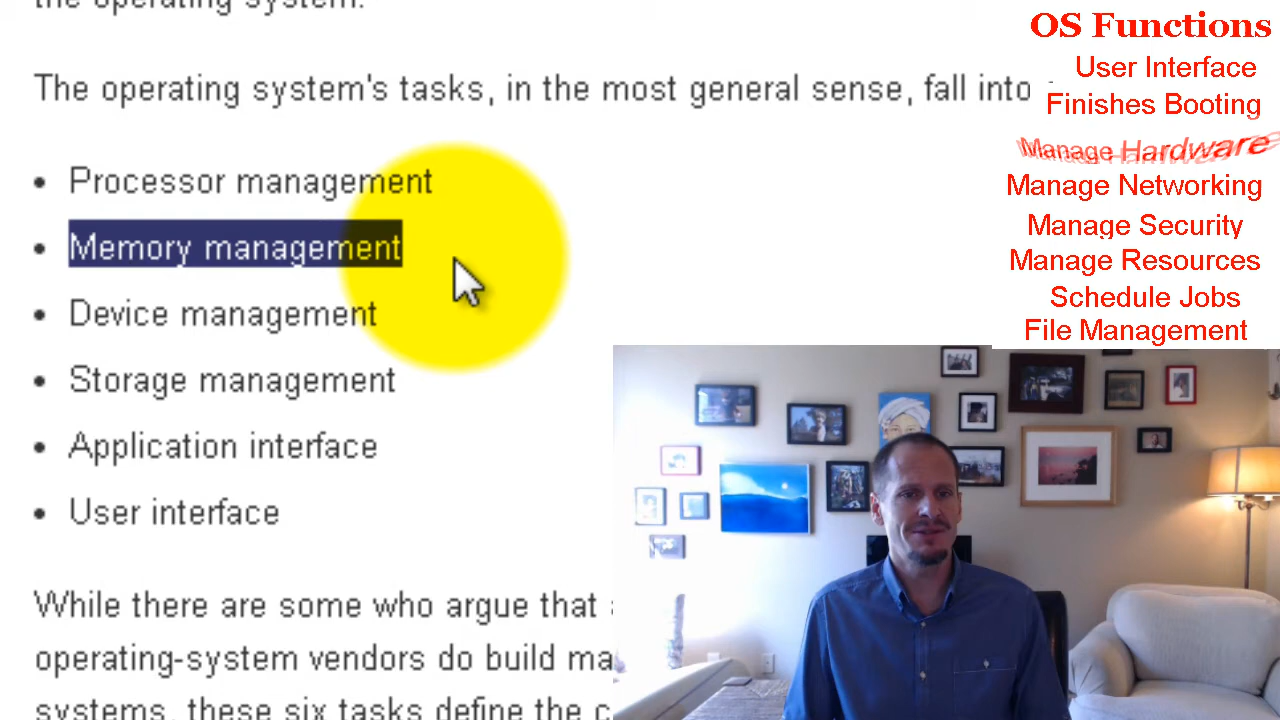 the operating system.
The operating system's tasks, in the most general sense, fall into
• Processor management
• Memory management
• Device management
• Storage management
• Application interface
• User interface
While there are some who argue that
operating-system vendors do build
systems, these six tasks define the
OS Functions
User Interface
Finishes Booting
Manage Hardware
Manage Networking
Manage Security
Manage Resources
Schedule Jobs
File Management